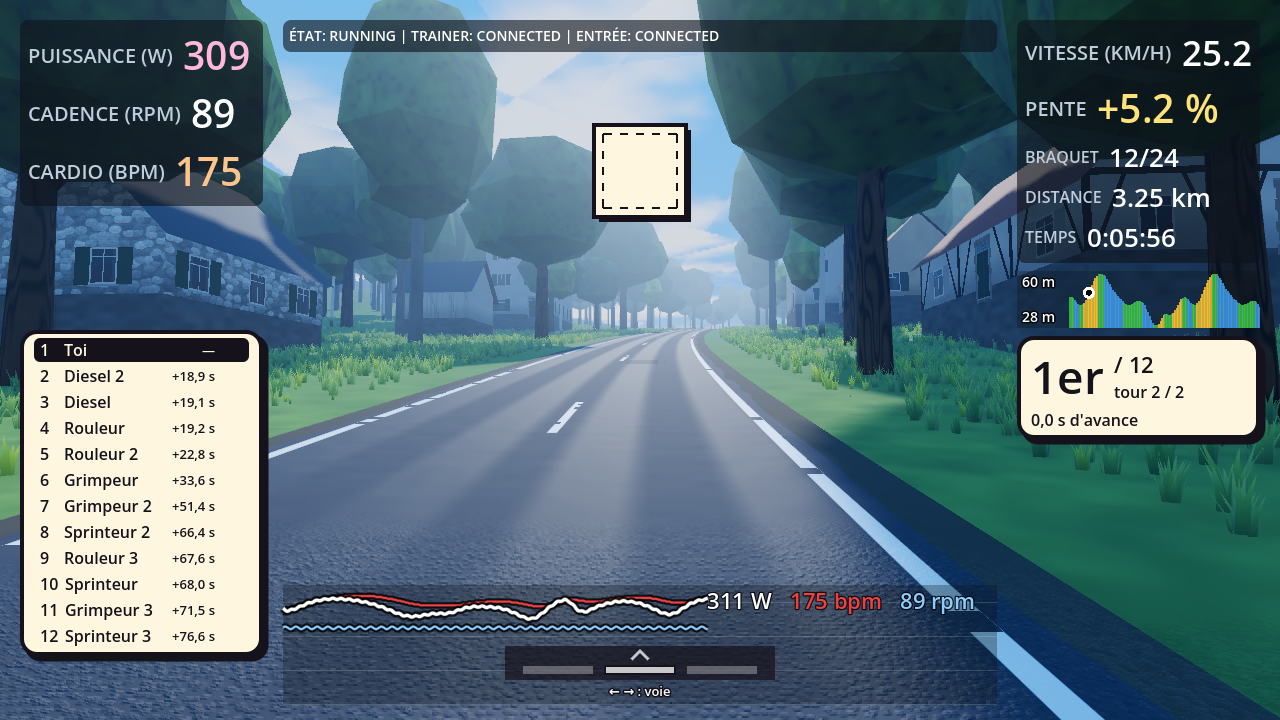 PUISSANCE (W) 309
CADENCE (RPM) 89
CARDIO (BPM) 175
ÉTAT: RUNNING | TRAINER: CONNECTED | ENTRÉE: CONNECTED
VITESSE (KM/H) 25.2
PENTE +5.2 %
BRAQUET 12/24
DISTANCE 3.25 km
TEMPS 0:05:56
60 m
28 m
1er / 12
tour 2 / 2
0,0 s d'avance
1 Toi —
2 Diesel 2 +18,9 s
3 Diesel +19,1 s
4 Rouleur +19,2 s
5 Rouleur 2 +22,8 s
6 Grimpeur +33,6 s
7 Grimpeur 2 +51,4 s
8 Sprinteur 2 +66,4 s
9 Rouleur 3 +67,6 s
10 Sprinteur +68,0 s
11 Grimpeur 3 +71,5 s
12 Sprinteur 3 +76,6 s
311 W 175 bpm 89 rpm
← → : voie